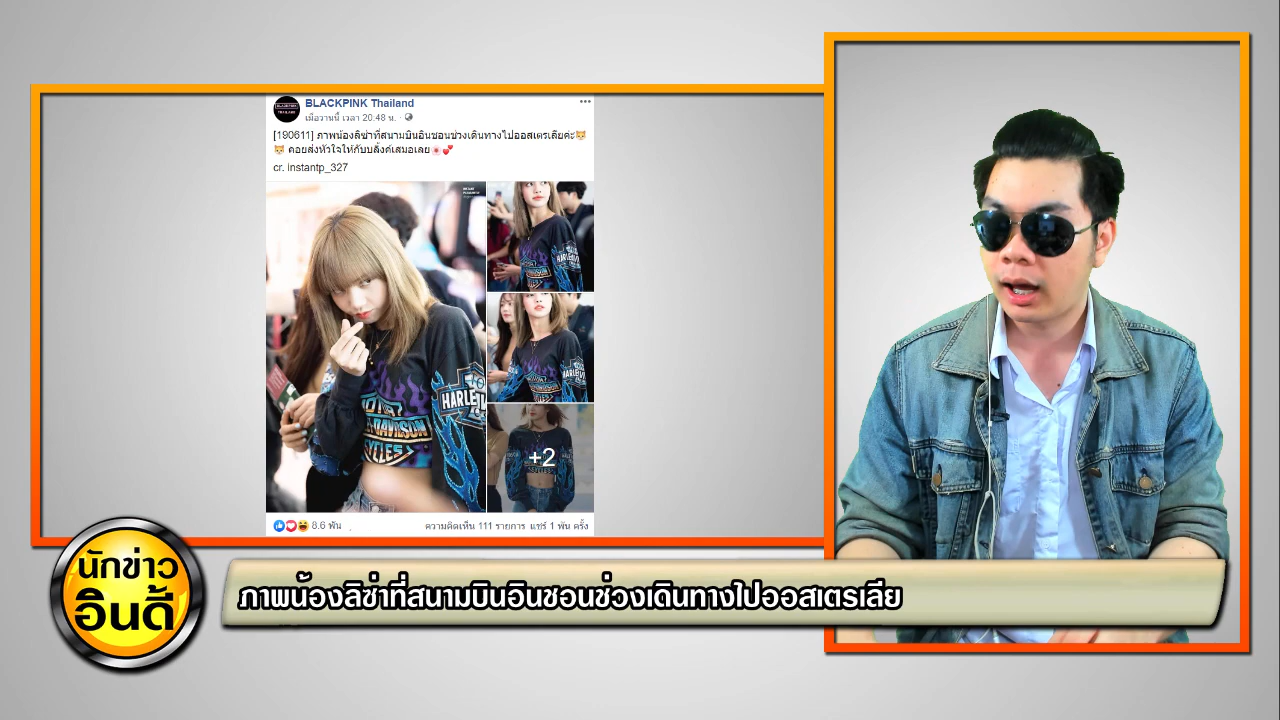 BLACKPINK Thailand
เมื่อวานนี้ เวลา 20.48 น. ·
[190611] ภาพน้องลิซ่าที่สนามบินอินชอนช่วงเดินทางไปออสเตรเลียค่ะ🐱
🐱 คอยส่งหัวใจให้กับบลิ้งค์เสมอเลย🌸💕
cr. instantp_327
HARLEY
MOTOR
HARLEY-DAVIDSON
CYCLES
+2
8.6 พัน
ความคิดเห็น 111 รายการ แชร์ 1 พัน ครั้ง
นักข่าว
อินดี้
ภาพน้องลิซ่าที่สนามบินอินชอนช่วงเดินทางไปออสเตรเลีย